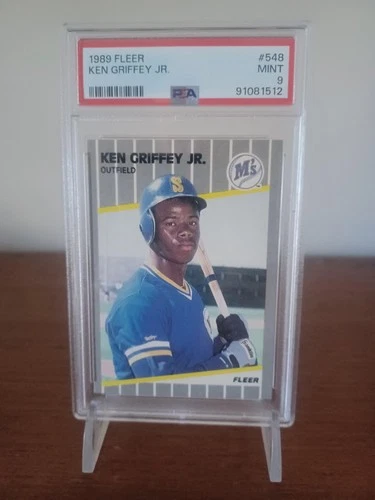 1989 FLEER #548
KEN GRIFFEY JR. MINT
9
PSA 91081512
KEN GRIFFEY JR.
OUTFIELD
M's
S
FLEER